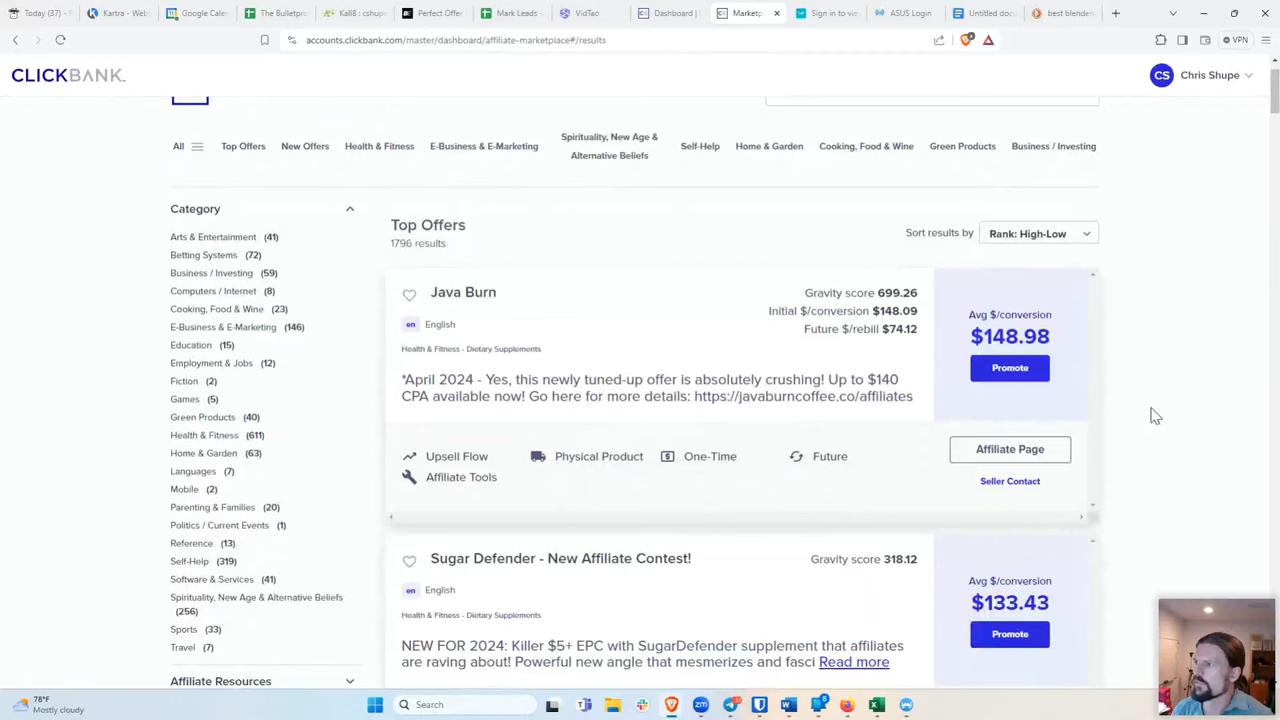 Today (31)
Kartra - Web
Google Caler
The Bulletpro
Kall8 : cshupe
Perfect Offer
Mark Leads
VidTao
Dashboard |
Marketp
Sign in to vie
ASUS Login
Untitled docu
best blender
accounts.clickbank.com/master/dashboard/affiliate-marketplace#/results
VPN
CLICKBANK
CS
Chris Shupe
All
Top Offers
New Offers
Health & Fitness
E-Business & E-Marketing
Spirituality, New Age &
Alternative Beliefs
Self-Help
Home & Garden
Cooking, Food & Wine
Green Products
Business / Investing
Category
Arts & Entertainment (41)
Betting Systems (72)
Business / Investing (59)
Computers / Internet (8)
Cooking, Food & Wine (23)
E-Business & E-Marketing (146)
Education (15)
Employment & Jobs (12)
Fiction (2)
Games (5)
Green Products (40)
Health & Fitness (611)
Home & Garden (63)
Languages (7)
Mobile (2)
Parenting & Families (20)
Politics / Current Events (1)
Reference (13)
Self-Help (319)
Software & Services (41)
Spirituality, New Age & Alternative Beliefs
(256)
Sports (33)
Travel (7)
Affiliate Resources
Top Offers
1796 results
Sort results by
Rank: High-Low
Java Burn
en
English
Health & Fitness - Dietary Supplements
Gravity score 699.26
Initial $/conversion $148.09
Future $/rebill $74.12
*April 2024 - Yes, this newly tuned-up offer is absolutely crushing! Up to $140
CPA available now! Go here for more details: https://javaburncoffee.co/affiliates
Avg $/conversion
$148.98
Promote
Upsell Flow
Physical Product
One-Time
Future
Affiliate Tools
Affiliate Page
Seller Contact
Sugar Defender - New Affiliate Contest!
Gravity score 318.12
en
English
Health & Fitness - Dietary Supplements
NEW FOR 2024: Killer $5+ EPC with SugarDefender supplement that affiliates
are raving about! Powerful new angle that mesmerizes and fasci Read more
Avg $/conversion
$133.43
Promote
78°F
Mostly cloudy
Search